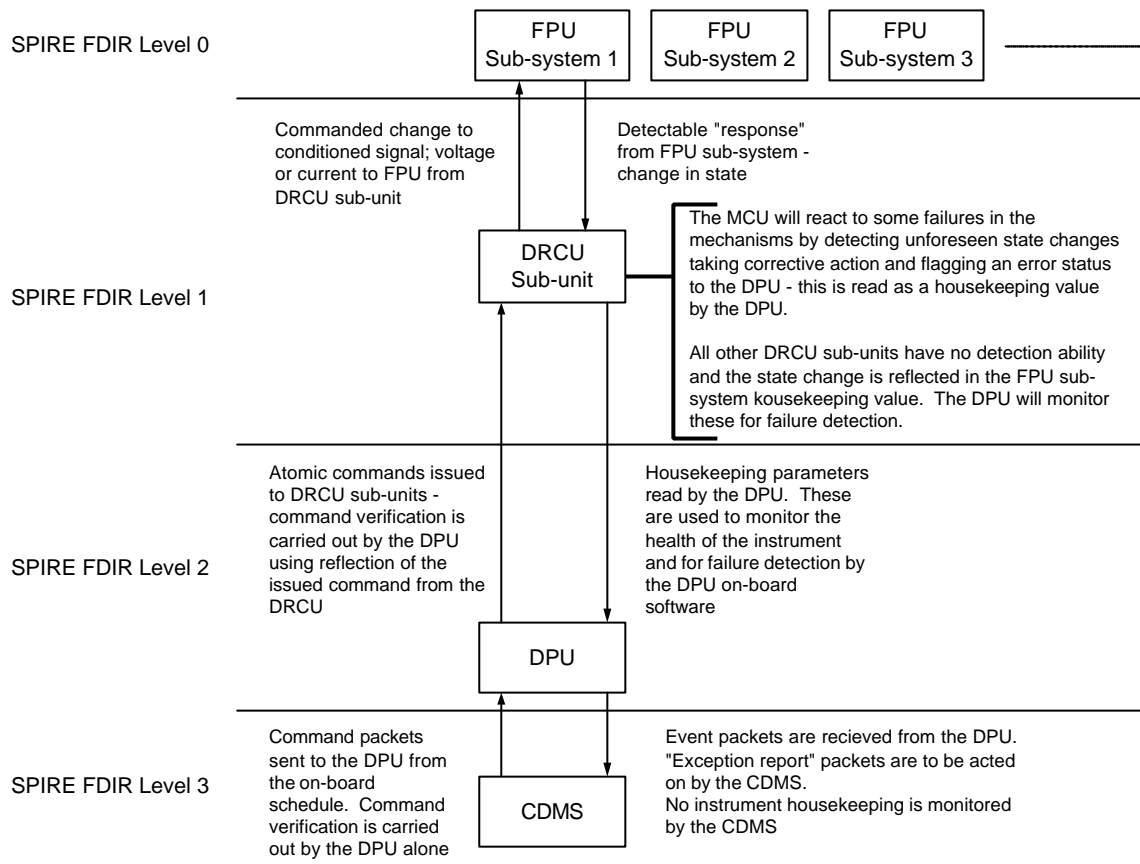 SPIRE FDIR Level 0
FPU
Sub-system 1
FPU
Sub-system 2
FPU
Sub-system 3
Commanded change to
conditioned signal; voltage
or current to FPU from
DRCU sub-unit
Detectable "response"
from FPU sub-system -
change in state
SPIRE FDIR Level 1
DRCU
Sub-unit
The MCU will react to some failures in the
mechanisms by detecting unforeseen state changes
taking corrective action and flagging an error status
to the DPU - this is read as a housekeeping value
by the DPU.
All other DRCU sub-units have no detection ability
and the state change is reflected in the FPU sub-
system kousekeeping value.  The DPU will monitor
these for failure detection.
SPIRE FDIR Level 2
Atomic commands issued
to DRCU sub-units -
command verification is
carried out by the DPU
using reflection of the
issued command from the
DRCU
Housekeeping parameters
read by the DPU.  These
are used to monitor the
health of the instrument
and for failure detection by
the DPU on-board
software
DPU
SPIRE FDIR Level 3
Command packets
sent to the DPU from
the on-board
schedule.  Command
verification is carried
out by the DPU alone
CDMS
Event packets are recieved from the DPU.
"Exception report" packets are to be acted
on by the CDMS.
No instrument housekeeping is monitored
by the CDMS